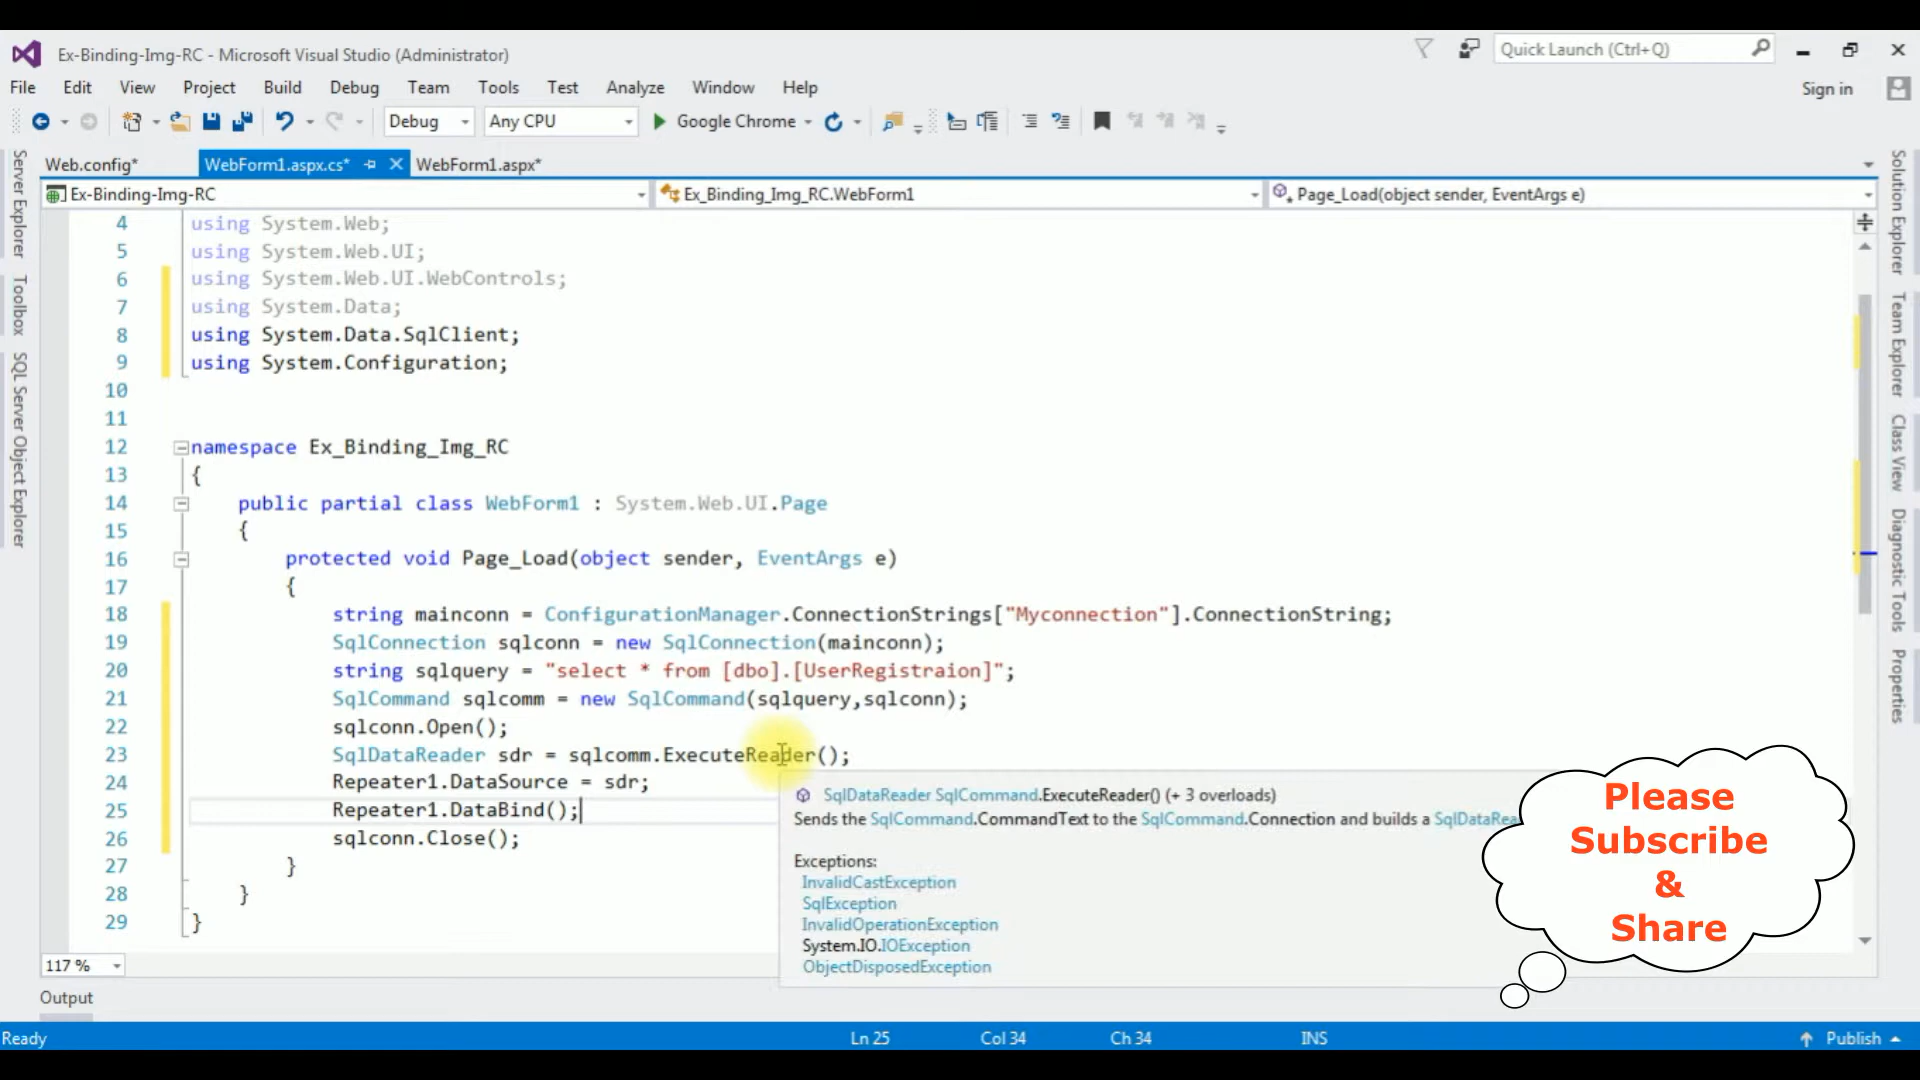 Ex-Binding-Img-RC - Microsoft Visual Studio (Administrator)
Quick Launch (Ctrl+Q)
File Edit View Project Build Debug Team Tools Test Analyze Window Help
Sign in
Debug Any CPU Google Chrome
Web.config* WebForm1.aspx.cs* WebForm1.aspx*
Ex-Binding-Img-RC Ex_Binding_Img_RC.WebForm1 Page_Load(object sender, EventArgs e)
Server Explorer
Toolbox
SQL Server Object Explorer
4 using System.Web;
5 using System.Web.UI;
6 using System.Web.UI.WebControls;
7 using System.Data;
8 using System.Data.SqlClient;
9 using System.Configuration;
10
11
12 namespace Ex_Binding_Img_RC
13 {
14 public partial class WebForm1 : System.Web.UI.Page
15 {
16 protected void Page_Load(object sender, EventArgs e)
17 {
18 string mainconn = ConfigurationManager.ConnectionStrings["Myconnection"].ConnectionString;
19 SqlConnection sqlconn = new SqlConnection(mainconn);
20 string sqlquery = "select * from [dbo].[UserRegistraion]";
21 SqlCommand sqlcomm = new SqlCommand(sqlquery,sqlconn);
22 sqlconn.Open();
23 SqlDataReader sdr = sqlcomm.ExecuteReader();
24 Repeater1.DataSource = sdr;
25 Repeater1.DataBind();
26 sqlconn.Close();
27 }
28 }
29 }
SqlDataReader SqlCommand.ExecuteReader() (+ 3 overloads)
Sends the SqlCommand.CommandText to the SqlCommand.Connection and builds a SqlDataRea
Exceptions:
InvalidCastException
SqlException
InvalidOperationException
System.IO.IOException
ObjectDisposedException
Please
Subscribe
&
Share
Solution Explorer
Team Explorer
Class View
Diagnostic Tools
Properties
117 %
Output
Ready Ln 25 Col 34 Ch 34 INS Publish